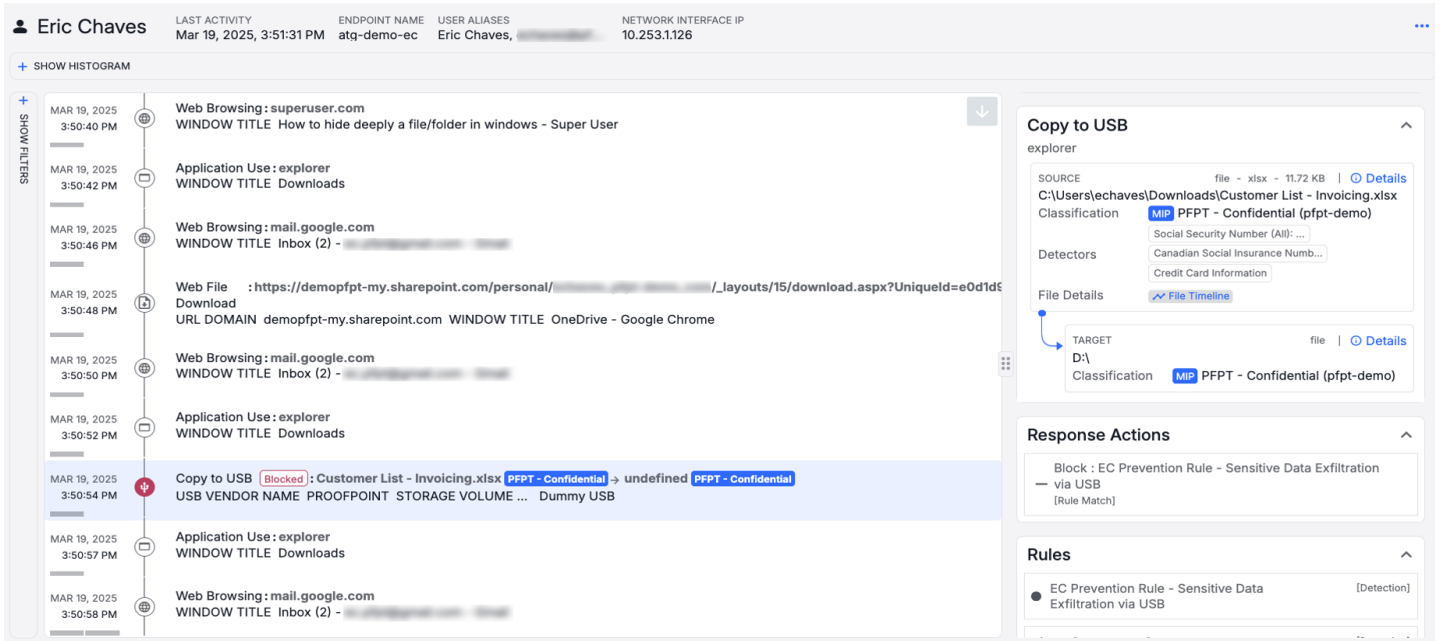 Eric Chaves
LAST ACTIVITY
Mar 19, 2025, 3:51:31 PM
ENDPOINT NAME
atg-demo-ec
USER ALIASES
Eric Chaves,
NETWORK INTERFACE IP
10.253.1.126
+ SHOW HISTOGRAM
+ SHOW FILTERS
MAR 19, 2025
3:50:40 PM
Web Browsing: superuser.com
WINDOW TITLE How to hide deeply a file/folder in windows - Super User
MAR 19, 2025
3:50:42 PM
Application Use: explorer
WINDOW TITLE Downloads
MAR 19, 2025
3:50:46 PM
Web Browsing: mail.google.com
WINDOW TITLE Inbox (2) -
MAR 19, 2025
3:50:48 PM
Web File Download : https://demopfpt-my.sharepoint.com/personal/ /_layouts/15/download.aspx?UniqueId=e0d1d9
URL DOMAIN demopfpt-my.sharepoint.com WINDOW TITLE OneDrive - Google Chrome
MAR 19, 2025
3:50:50 PM
Web Browsing: mail.google.com
WINDOW TITLE Inbox (2) -
MAR 19, 2025
3:50:52 PM
Application Use: explorer
WINDOW TITLE Downloads
MAR 19, 2025
3:50:54 PM
Copy to USB Blocked : Customer List - Invoicing.xlsx PFPT - Confidential → undefined PFPT - Confidential
USB VENDOR NAME PROOFPOINT STORAGE VOLUME ... Dummy USB
MAR 19, 2025
3:50:57 PM
Application Use: explorer
WINDOW TITLE Downloads
MAR 19, 2025
3:50:58 PM
Web Browsing: mail.google.com
WINDOW TITLE Inbox (2) -
Copy to USB
explorer
SOURCE file - xlsx - 11.72 KB | Details
C:\Users\echaves\Downloads\Customer List - Invoicing.xlsx
Classification MIP PFPT - Confidential (pfpt-demo)
Detectors
Social Security Number (All): ...
Canadian Social Insurance Numb...
Credit Card Information
File Details File Timeline
TARGET file | Details
D:\
Classification MIP PFPT - Confidential (pfpt-demo)
Response Actions
Block : EC Prevention Rule - Sensitive Data Exfiltration
via USB
[Rule Match]
Rules
EC Prevention Rule - Sensitive Data [Detection]
Exfiltration via USB